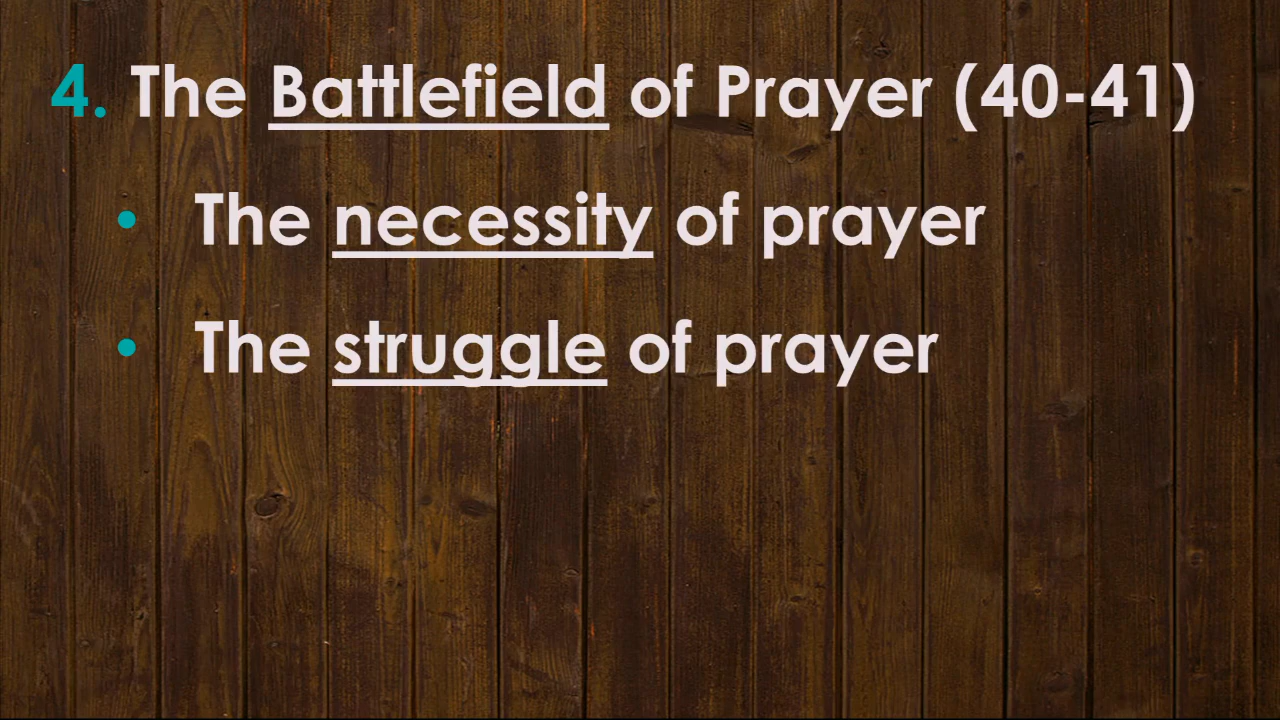 4. The Battlefield of Prayer (40-41)
• The necessity of prayer
• The struggle of prayer